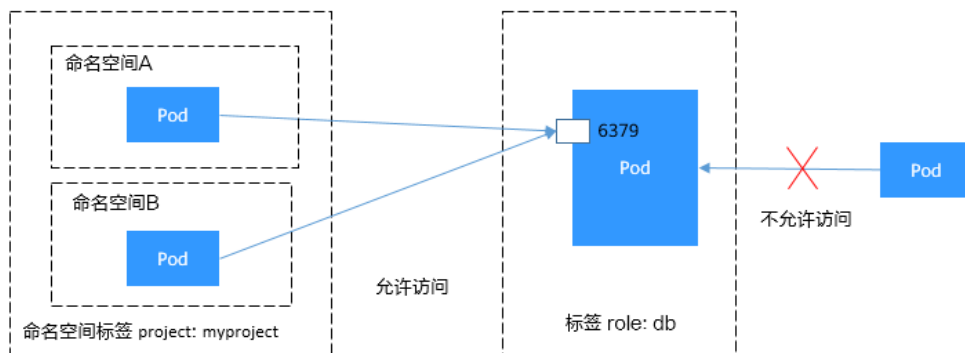 命名空间A
Pod
命名空间B
Pod
命名空间标签 project: myproject
允许访问
6379
Pod
标签 role: db
Pod
不允许访问